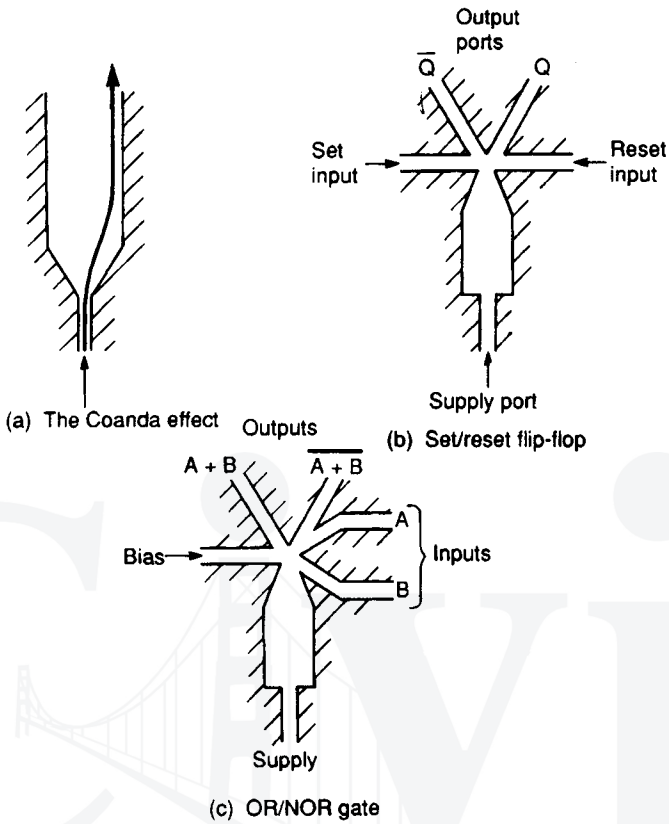 Output
ports
Q̅ Q
Set
input
Reset
input
Supply port
(a) The Coanda effect
(b) Set/reset flip-flop
Outputs
A + B A̅ ̅+̅ ̅B̅
Bias
A
B
Inputs
Supply
(c) OR/NOR gate
Civi